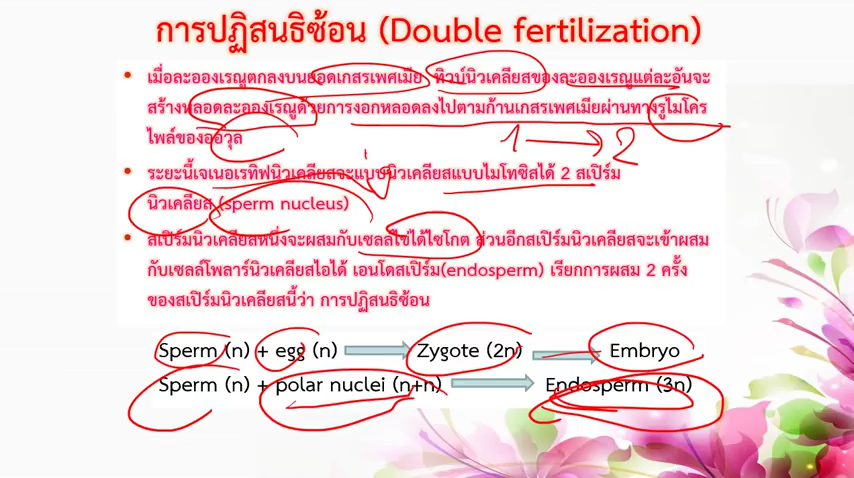 การปฏิสนธิซ้อน (Double fertilization)
• เมื่อละอองเรณูตกลงบนยอดเกสรเพศเมีย ทิวบ์นิวเคลียสของละอองเรณูแต่ละอันจะ
สร้างหลอดละอองเรณูด้วยการงอกหลอดลงไปตามก้านเกสรเพศเมียผ่านทางรูไมโคร
ไพล์ของออวุล
1 → 2
• ระยะนี้เจเนอเรทิฟนิวเคลียสจะแบ่งนิวเคลียสแบบไมโทซิสได้ 2 สเปิร์ม
นิวเคลียส (sperm nucleus)
• สเปิร์มนิวเคลียสหนึ่งจะผสมกับเซลล์ไข่ได้ไซโกต ส่วนอีกสเปิร์มนิวเคลียสจะเข้าผสม
กับเซลล์โพลาร์นิวเคลียสไอได้ เอนโดสเปิร์ม(endosperm) เรียกการผสม 2 ครั้ง
ของสเปิร์มนิวเคลียสนี้ว่า การปฏิสนธิซ้อน
Sperm (n) + egg (n) → Zygote (2n) → Embryo
Sperm (n) + polar nuclei (n+n) → Endosperm (3n)